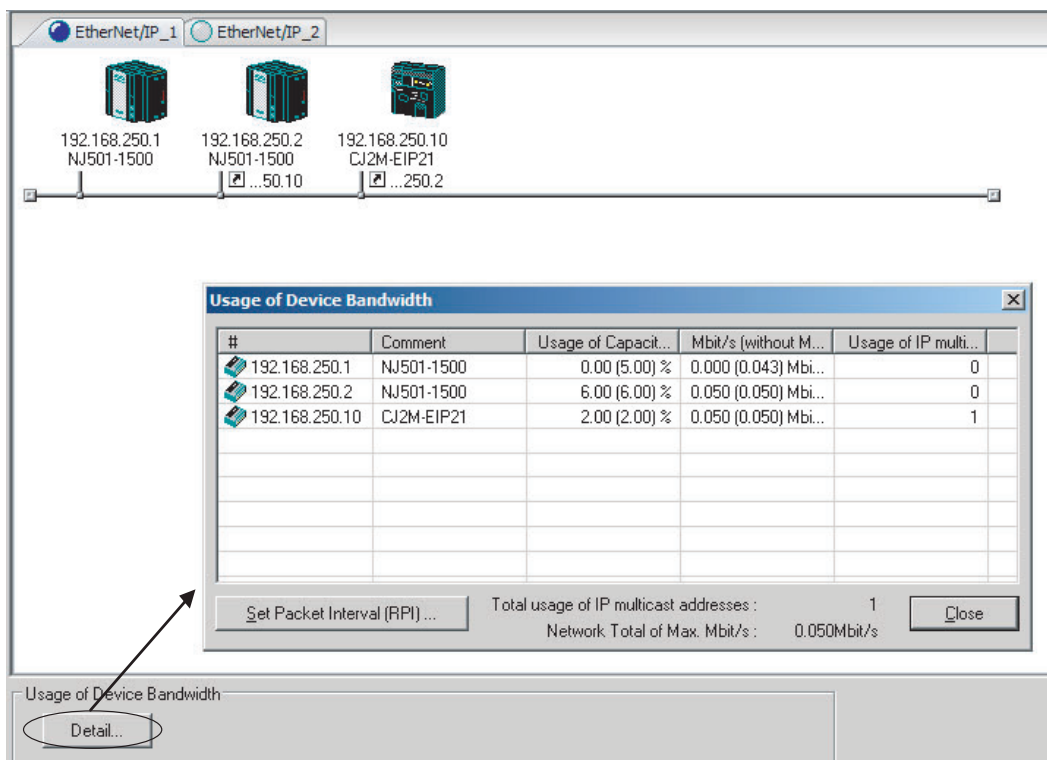 EtherNet/IP_1 EtherNet/IP_2
192.168.250.1 192.168.250.2 192.168.250.10
NJ501-1500 NJ501-1500 CJ2M-EIP21
...50.10 ...250.2
Usage of Device Bandwidth
# Comment Usage of Capacit... Mbit/s (without M... Usage of IP multi...
192.168.250.1 NJ501-1500 0.00 (5.00) % 0.000 (0.043) Mbi... 0
192.168.250.2 NJ501-1500 6.00 (6.00) % 0.050 (0.050) Mbi... 0
192.168.250.10 CJ2M-EIP21 2.00 (2.00) % 0.050 (0.050) Mbi... 1
Set Packet Interval (RPI) ... Total usage of IP multicast addresses : 1 Close
Network Total of Max. Mbit/s : 0.050Mbit/s
Usage of Device Bandwidth
Detail...